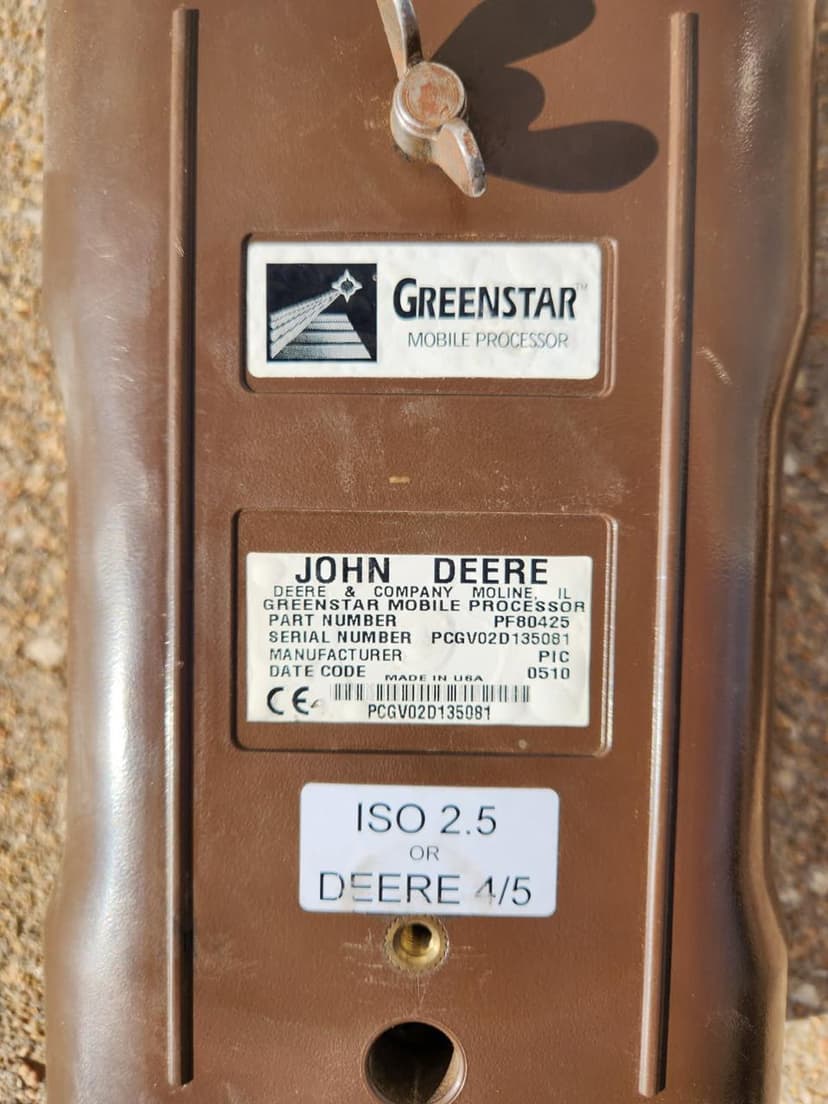 GREENSTAR™
MOBILE PROCESSOR
JOHN DEERE
DEERE & COMPANY MOLINE, IL
GREENSTAR MOBILE PROCESSOR
PART NUMBER PF80425
SERIAL NUMBER PCGV02D135081
MANUFACTURER PIC
DATE CODE 0510
MADE IN USA
CE
PCGV02D135081
ISO 2.5
OR
DEERE 4/5